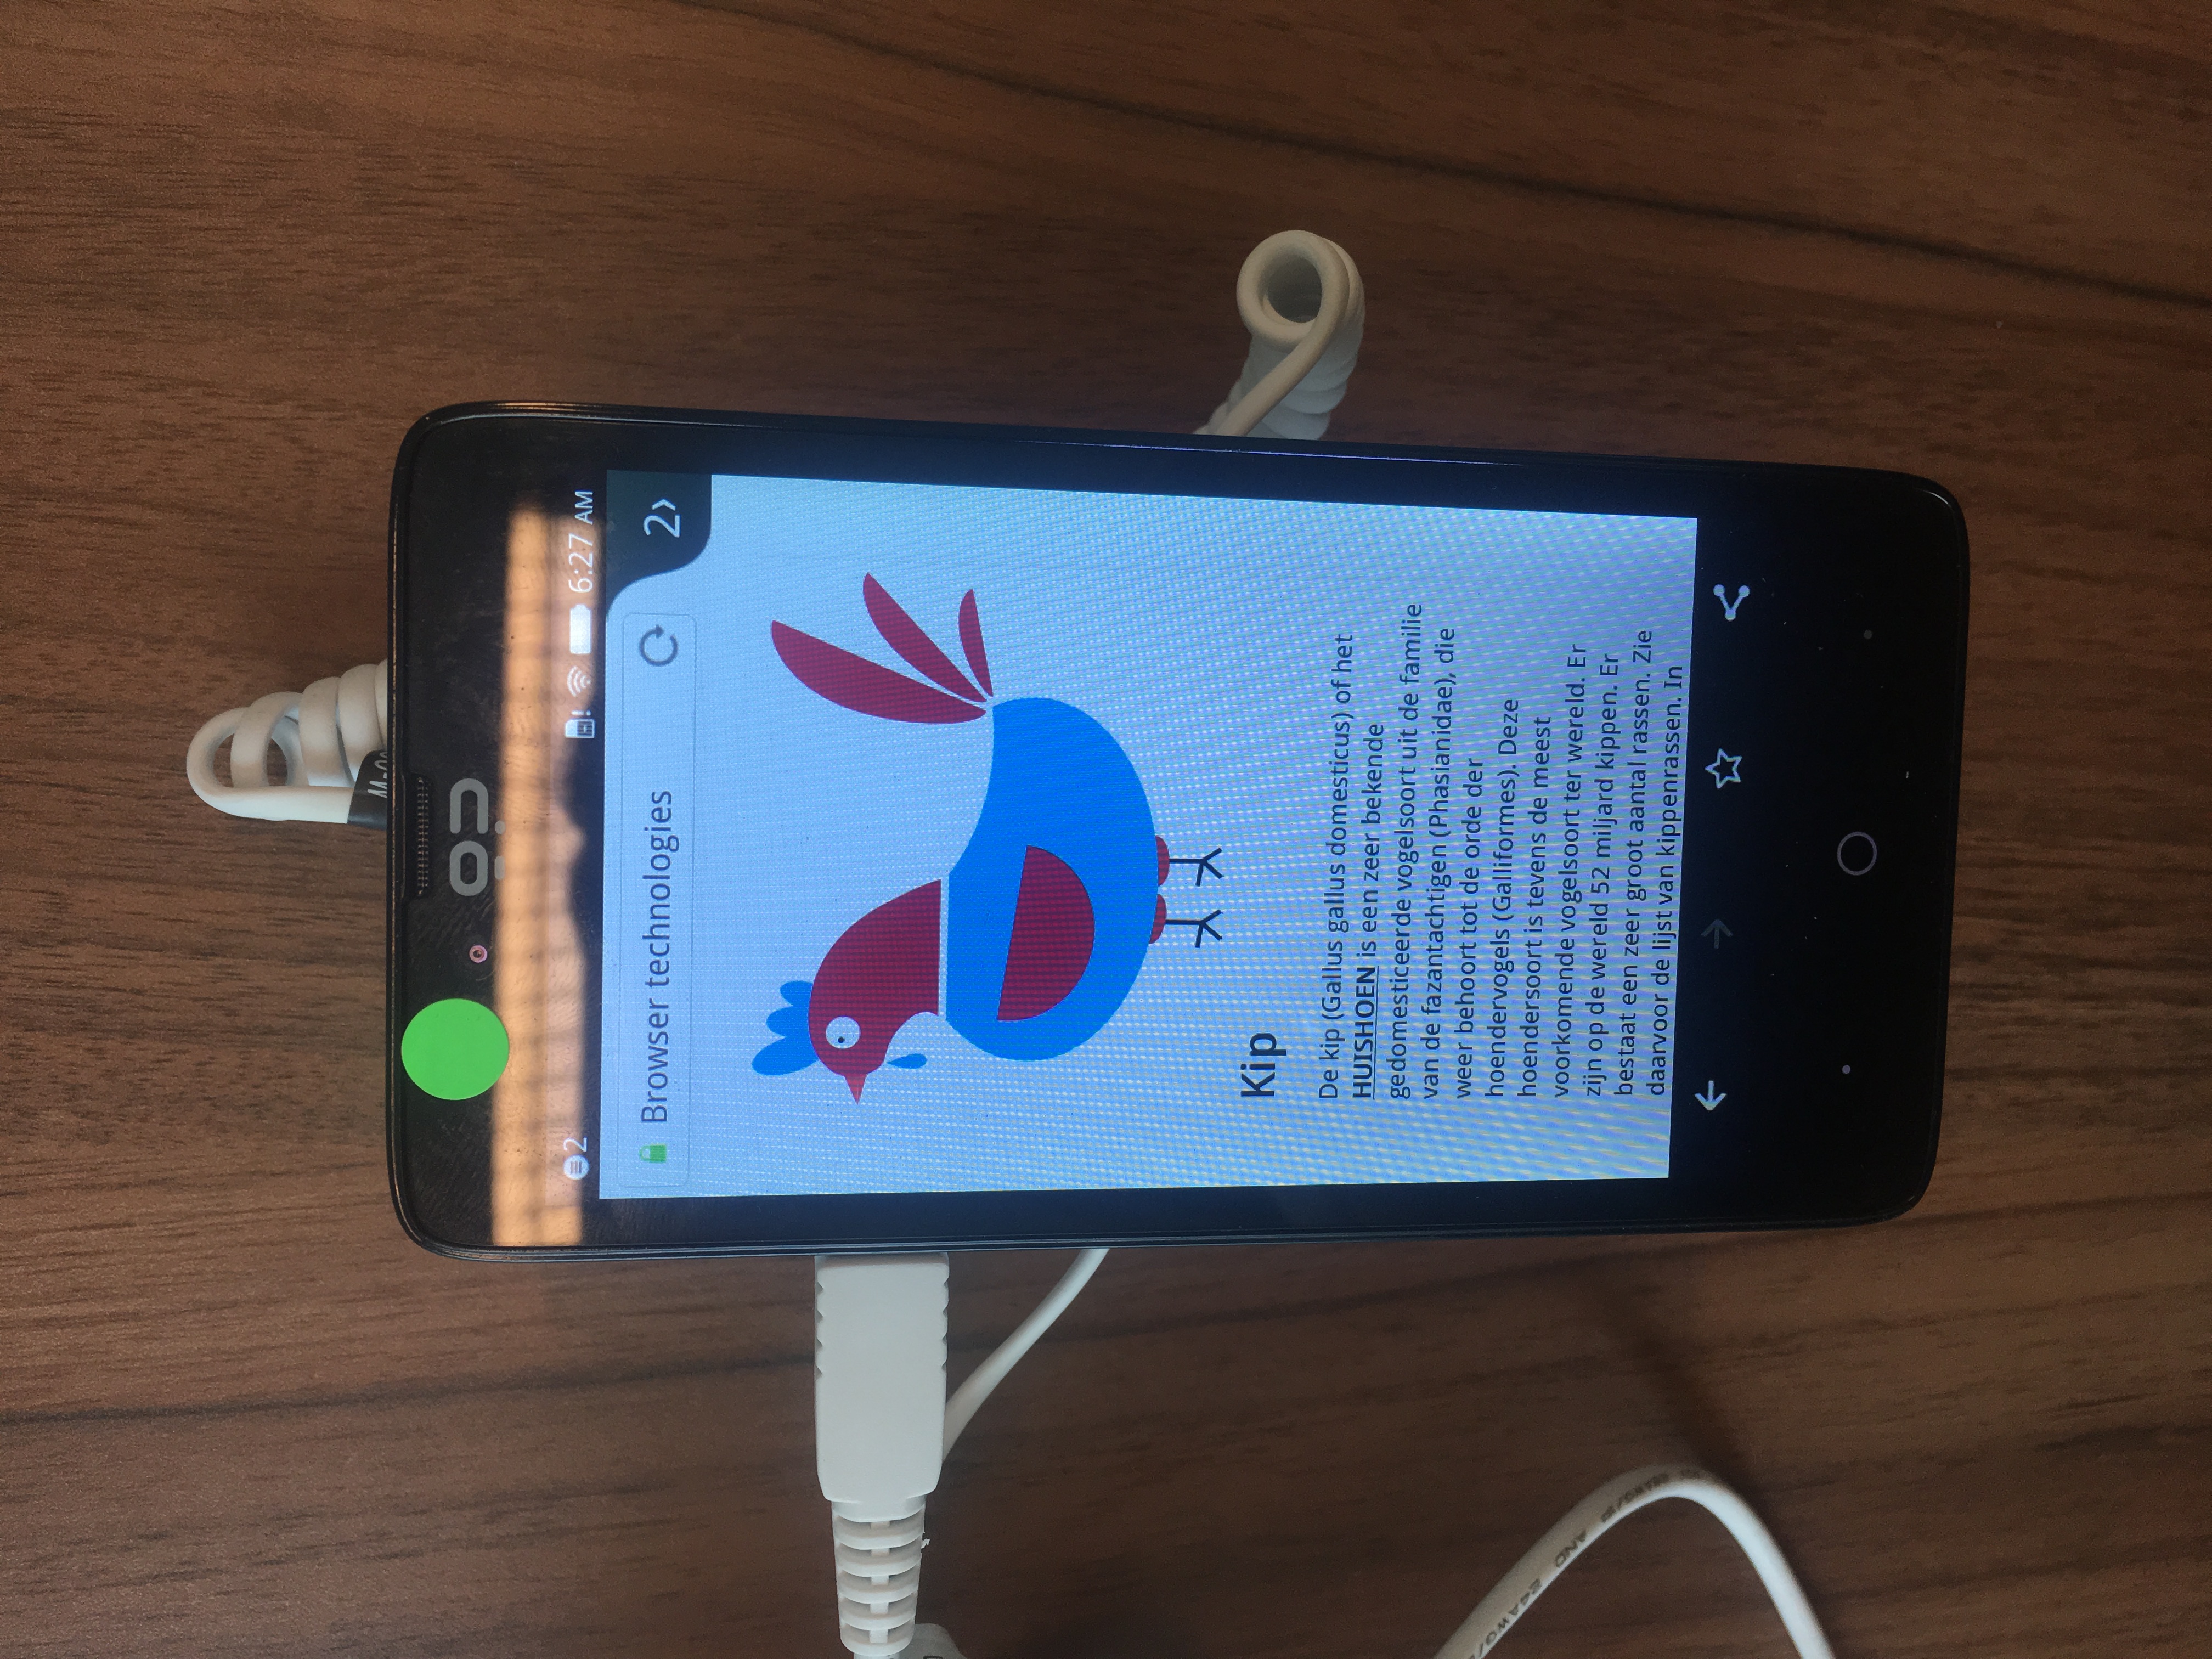 2
6:27 AM
Browser technologies
2›
Kip
De kip (Gallus gallus domesticus) of het
HUISHOEN is een zeer bekende
gedomesticeerde vogelsoort uit de familie
van de fazantachtigen (Phasianidae), die
weer behoort tot de orde der
hoendervogels (Galliformes). Deze
hoendersoort is tevens de meest
voorkomende vogelsoort ter wereld. Er
zijn op de wereld 52 miljard kippen. Er
bestaat een zeer groot aantal rassen. Zie
daarvoor de lijst van kippenrassen. In
AND 24AWG/